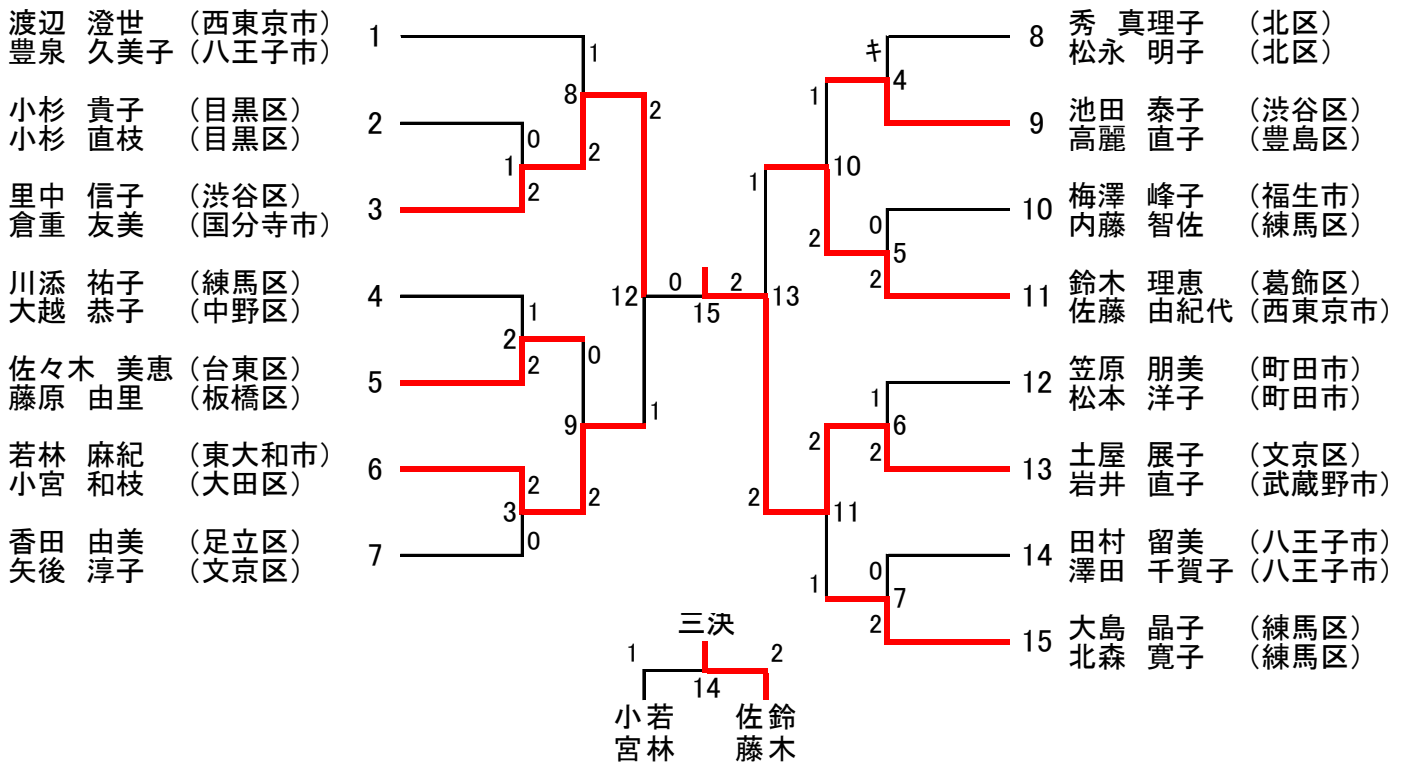 渡辺 澄世 （西東京市）
豊泉 久美子（八王子市）
1
小杉 貴子 （目黒区）
小杉 直枝 （目黒区）
2
里中 信子 （渋谷区）
倉重 友美 （国分寺市）
3
川添 祐子 （練馬区）
大越 恭子 （中野区）
4
佐々木 美恵（台東区）
藤原 由里 （板橋区）
5
若林 麻紀 （東大和市）
小宮 和枝 （大田区）
6
香田 由美 （足立区）
矢後 淳子 （文京区）
7
1
8
2
0
1
2
2
1
2
2
0
9
2
3
0
2
12
1
0
15
2
13
1
2
キ
4
1
10
2
0
5
2
1
6
2
2
11
1
0
7
2
8
秀 真理子 （北区）
松永 明子 （北区）
9
池田 泰子 （渋谷区）
高麗 直子 （豊島区）
10
梅澤 峰子 （福生市）
内藤 智佐 （練馬区）
11
鈴木 理恵 （葛飾区）
佐藤 由紀代（西東京市）
12
笠原 朋美 （町田市）
松本 洋子 （町田市）
13
土屋 展子 （文京区）
岩井 直子 （武蔵野市）
14
田村 留美 （八王子市）
澤田 千賀子（八王子市）
15
大島 晶子 （練馬区）
北森 寛子 （練馬区）
三決
1
2
14
若林
小宮
鈴木
佐藤